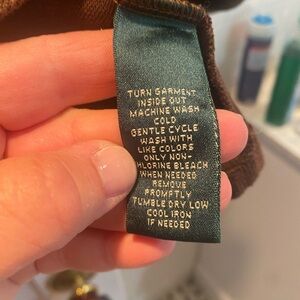 TURN GARMENT
INSIDE OUT
MACHINE WASH
COLD
GENTLE CYCLE
WASH WITH
LIKE COLORS
ONLY NON-
HLORINE BLEACH
WHEN NEEDED
REMOVE
PROMPTLY
TUMBLE DRY LOW
COOL IRON
IF NEEDED